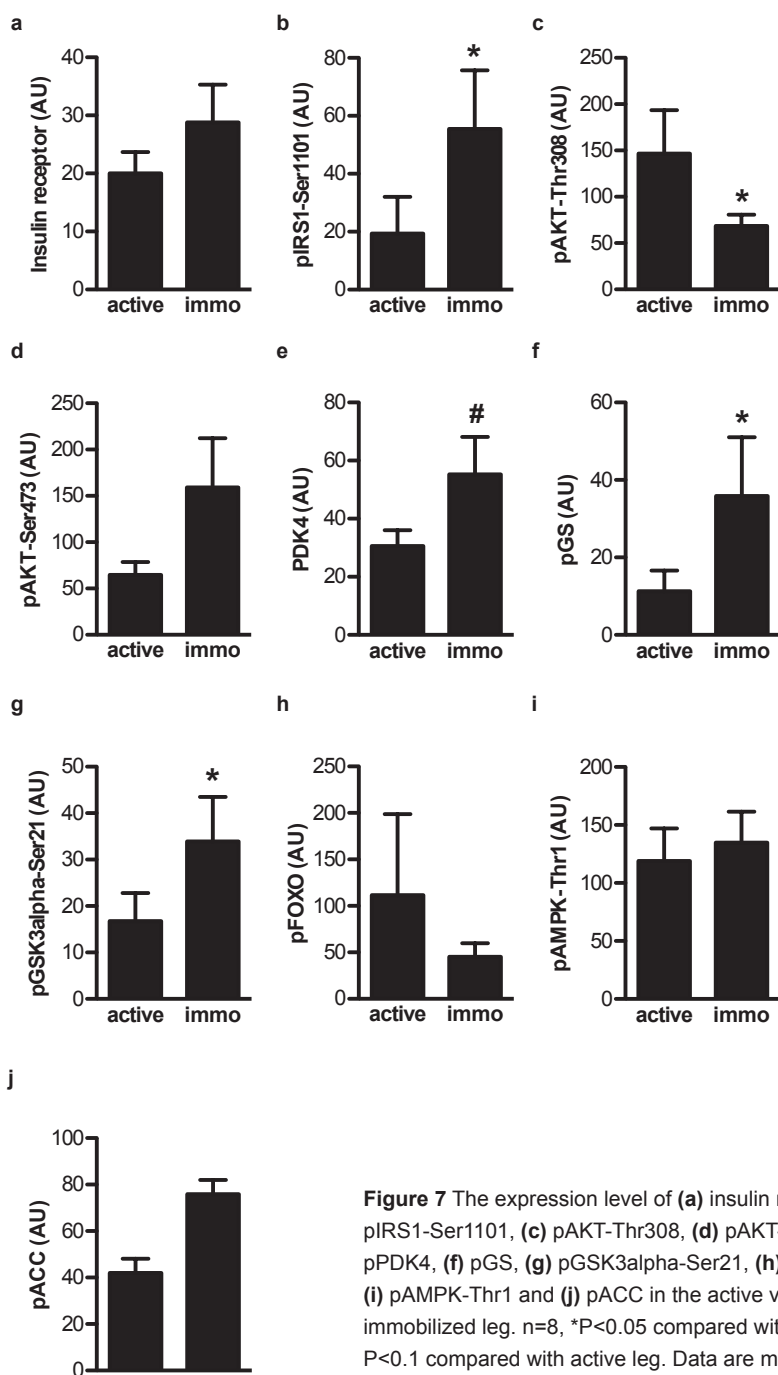 a
b
c
Insulin receptor (AU)
40
30
20
10
0
active immo
pIRS1-Ser1101 (AU)
80
60
40
20
0
*
active immo
pAKT-Thr308 (AU)
250
200
150
100
50
0
*
active immo
d
e
f
pAKT-Ser473 (AU)
250
200
150
100
50
0
active immo
PDK4 (AU)
80
60
40
20
0
#
active immo
pGS (AU)
60
40
20
0
*
active immo
g
h
i
pGSK3alpha-Ser21 (AU)
50
40
30
20
10
0
*
active immo
pFOXO (AU)
250
200
150
100
50
0
active immo
pAMPK-Thr1 (AU)
200
150
100
50
0
active immo
j
pACC (AU)
100
80
60
40
20
0
Figure 7 The expression level of (a) insulin
pIRS1-Ser1101, (c) pAKT-Thr308, (d) pAKT-
pPDK4, (f) pGS, (g) pGSK3alpha-Ser21, (h)
(i) pAMPK-Thr1 and (j) pACC in the active
immobilized leg. n=8, *P<0.05 compared
P<0.1 compared with active leg. Data are